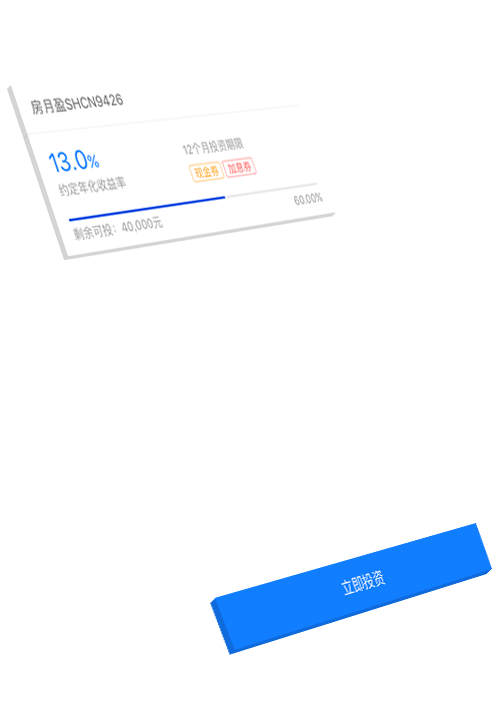 房月盈SHCN9426
13.0%
12个月投资期限
约定年化收益率
现金券 加息券
60.00%
剩余可投：40,000元
立即投资